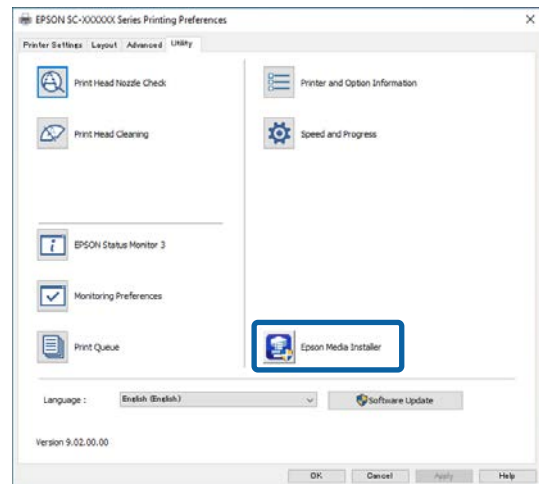 EPSON SC-XXXXXX Series Printing Preferences
Printer Settings Layout Advanced Utility
Print Head Nozzle Check
Printer and Option Information
Print Head Cleaning
Speed and Progress
EPSON Status Monitor 3
Monitoring Preferences
Print Queue
Epson Media Installer
Language : English (English) Software Update
Version 9.02.00.00
OK Cancel Apply Help